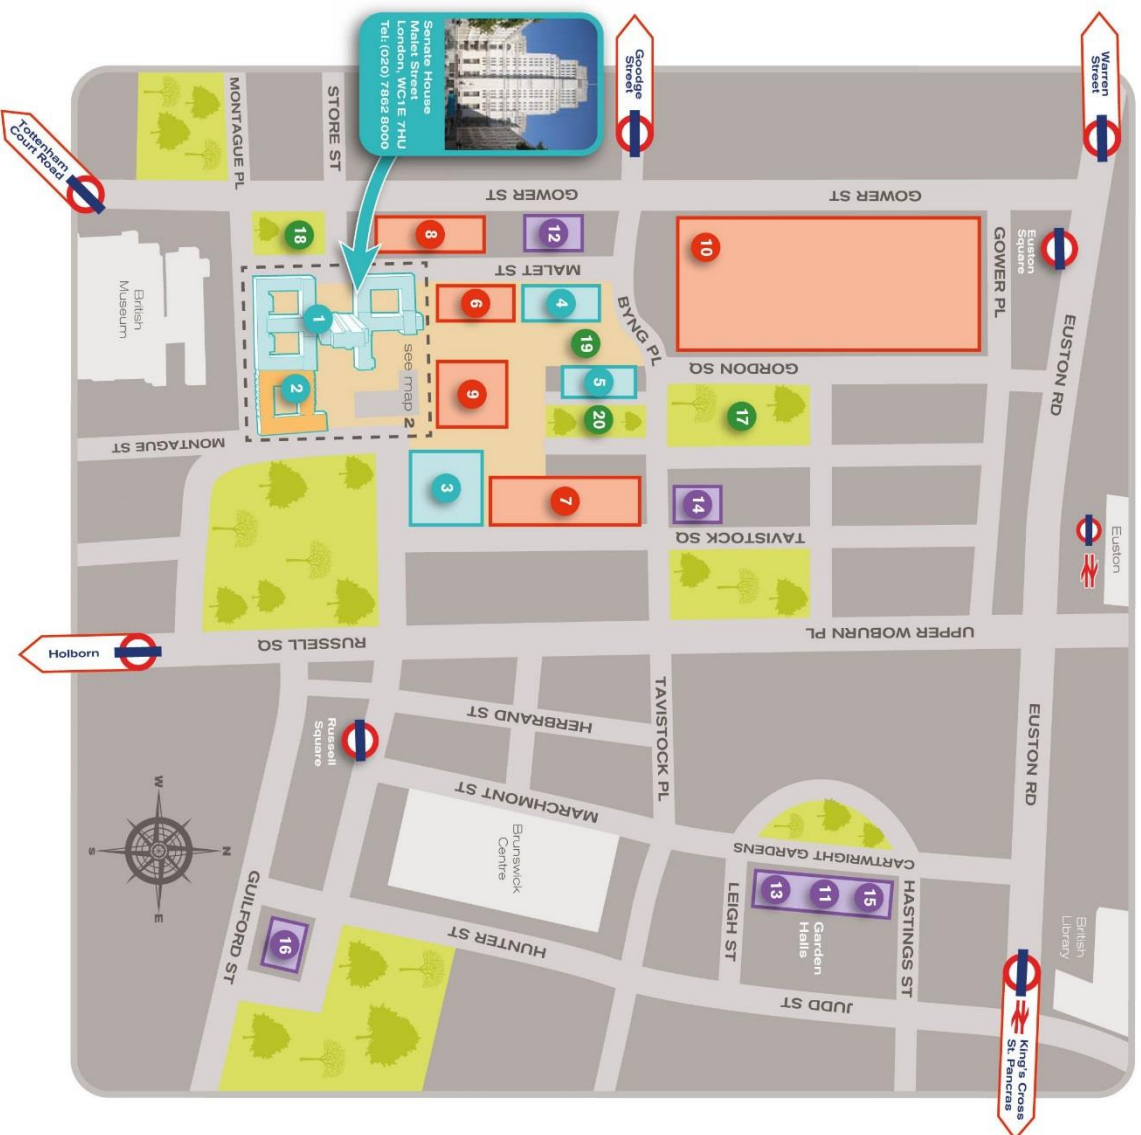 Warren
Street
Euston
Square
EUSTON RD
Euston
EUSTON RD
British
Library
King's Cross
St. Pancras
GOWER PL
GOWER ST
10
GORDON SQ
17
14
TAVISTOCK SQ
UPPER WOBURN PL
CARTWRIGHT GARDENS
HASTINGS ST
15
11
13
Garden
Halls
LEIGH ST
JUDD ST
Goodge
Street
BYNG PL
TAVISTOCK PL
GOWER ST
12
MALET ST
4
19
5
20
8
6
9
3
7
HERBRAND ST
MARCHMONT ST
Brunswick
Centre
HUNTER ST
Senate House
Malet Street
London, WC1E 7HU
Tel: (020) 7862 8000
STORE ST
MONTAGUE PL
18
1
2
see map 2
RUSSELL SQ
Russell
Square
Tottenham
Court Road
British
Museum
MONTAGUE ST
Holborn
GUILFORD ST
16
N
W
E
S